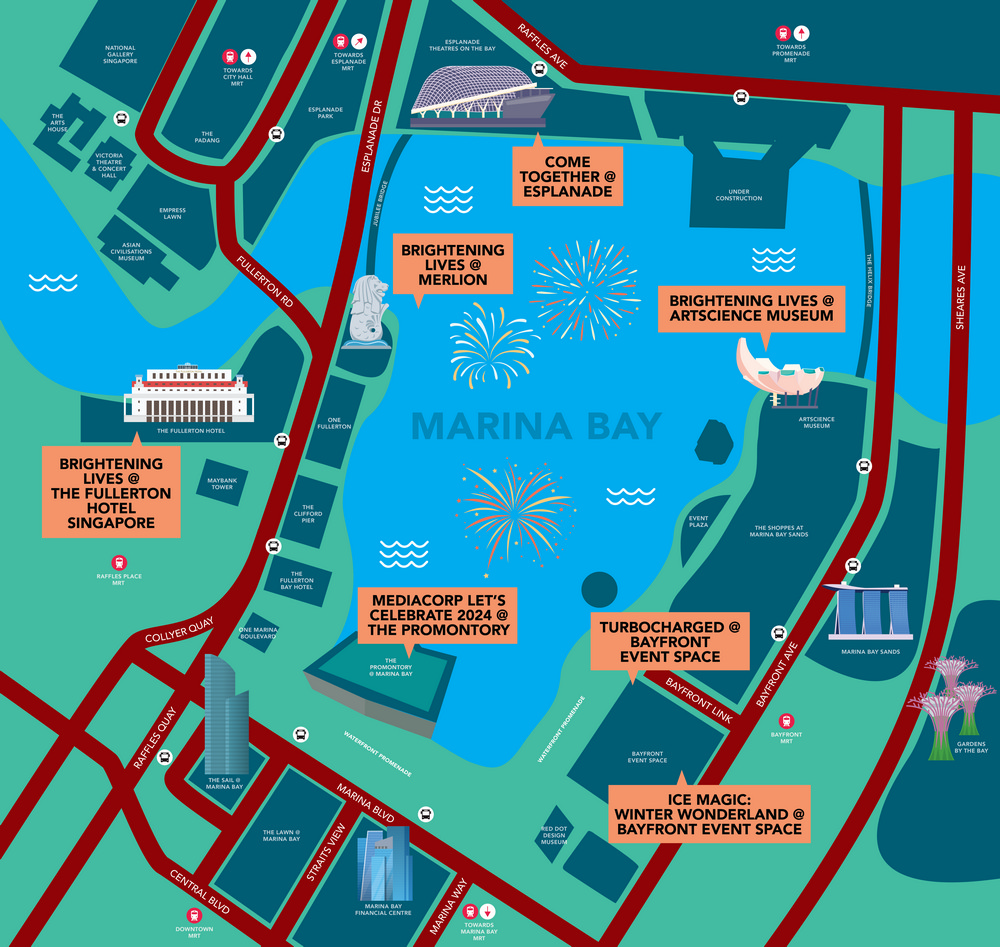 NATIONAL
GALLERY
SINGAPORE
TOWARDS
CITY HALL
MRT
TOWARDS
ESPLANADE
MRT
ESPLANADE
THEATRES ON THE BAY
RAFFLES AVE
TOWARDS
PROMENADE
MRT
THE
ARTS
HOUSE
THE
PADANG
ESPLANADE
PARK
ESPLANADE DR
VICTORIA
THEATRE
& CONCERT
HALL
COME
TOGETHER @
ESPLANADE
UNDER
CONSTRUCTION
EMPRESS
LAWN
JUBILEE BRIDGE
ASIAN
CIVILISATIONS
MUSEUM
FULLERTON RD
BRIGHTENING
LIVES @
MERLION
THE HELIX BRIDGE
SHEARES AVE
BRIGHTENING LIVES @
ARTSCIENCE MUSEUM
THE FULLERTON HOTEL
ONE
FULLERTON
MARINA BAY
ARTSCIENCE
MUSEUM
BRIGHTENING
LIVES @
THE FULLERTON
HOTEL
SINGAPORE
MAYBANK
TOWER
THE
CLIFFORD
PIER
EVENT
PLAZA
THE SHOPPES AT
MARINA BAY SANDS
RAFFLES PLACE
MRT
THE
FULLERTON
BAY HOTEL
MEDIACORP LET'S
CELEBRATE 2024 @
THE PROMONTORY
TURBOCHARGED @
BAYFRONT
EVENT SPACE
COLLYER QUAY
ONE MARINA
BOULEVARD
THE
PROMONTORY
@ MARINA BAY
MARINA BAY SANDS
BAYFRONT AVE
BAYFRONT LINK
RAFFLES QUAY
WATERFRONT PROMENADE
WATERFRONT PROMENADE
BAYFRONT
MRT
GARDENS
BY THE BAY
BAYFRONT
EVENT SPACE
THE SAIL @
MARINA BAY
MARINA BLVD
ICE MAGIC:
WINTER WONDERLAND @
BAYFRONT EVENT SPACE
THE LAWN @
MARINA BAY
STRAITS VIEW
RED DOT
DESIGN
MUSEUM
CENTRAL BLVD
MARINA BAY
FINANCIAL CENTRE
MARINA WAY
DOWNTOWN
MRT
TOWARDS
MARINA BAY
MRT